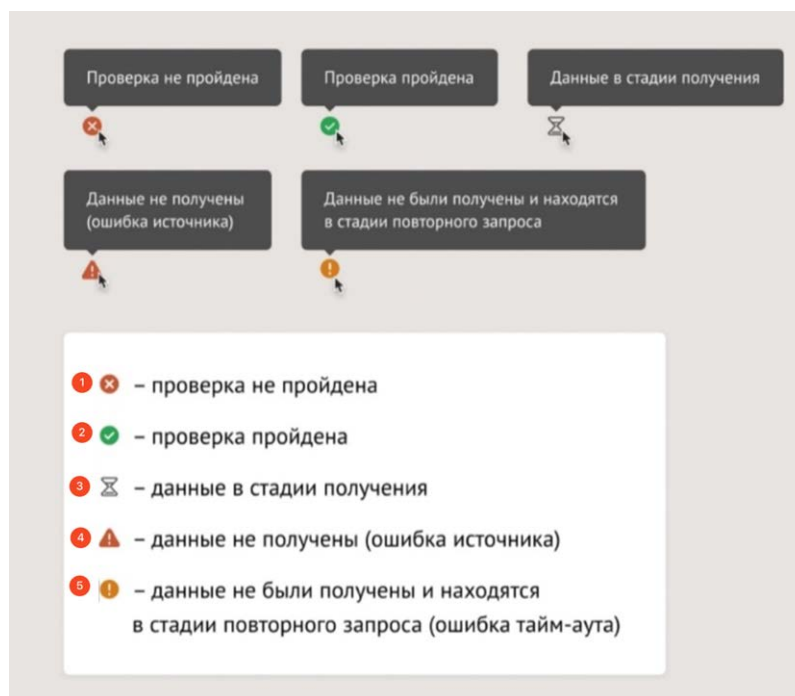 Проверка не пройдена
Проверка пройдена
Данные в стадии получения
Данные не получены
(ошибка источника)
Данные не были получены и находятся
в стадии повторного запроса
1 – проверка не пройдена
2 – проверка пройдена
3 – данные в стадии получения
4 – данные не получены (ошибка источника)
5 – данные не были получены и находятся
в стадии повторного запроса (ошибка тайм-аута)